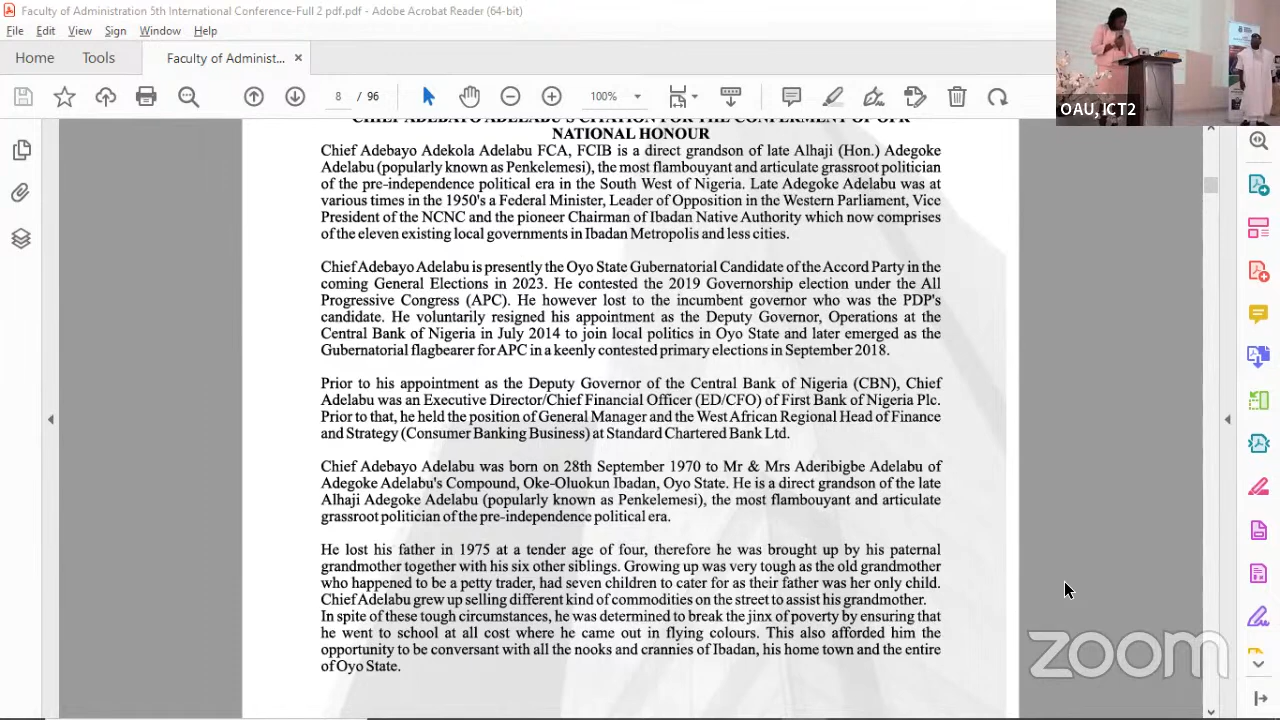 Faculty of Administration 5th International Conference-Full 2 pdf.pdf - Adobe Acrobat Reader (64-bit)
File Edit View Sign Window Help
Home Tools Faculty of Administ... ×
8 / 96 100%
OAU, ICT2
CHIEF ADEBAYO ADELABU'S CITATION FOR THE CONFERMENT OF OFR
NATIONAL HONOUR
Chief Adebayo Adekola Adelabu FCA, FCIB is a direct grandson of late Alhaji (Hon.) Adegoke
Adelabu (popularly known as Penkelemesi), the most flambouyant and articulate grassroot politician
of the pre-independence political era in the South West of Nigeria. Late Adegoke Adelabu was at
various times in the 1950's a Federal Minister, Leader of Opposition in the Western Parliament, Vice
President of the NCNC and the pioneer Chairman of Ibadan Native Authority which now comprises
of the eleven existing local governments in Ibadan Metropolis and less cities.
Chief Adebayo Adelabu is presently the Oyo State Gubernatorial Candidate of the Accord Party in the
coming General Elections in 2023. He contested the 2019 Governorship election under the All
Progressive Congress (APC). He however lost to the incumbent governor who was the PDP's
candidate. He voluntarily resigned his appointment as the Deputy Governor, Operations at the
Central Bank of Nigeria in July 2014 to join local politics in Oyo State and later emerged as the
Gubernatorial flagbearer for APC in a keenly contested primary elections in September 2018.
Prior to his appointment as the Deputy Governor of the Central Bank of Nigeria (CBN), Chief
Adelabu was an Executive Director/Chief Financial Officer (ED/CFO) of First Bank of Nigeria Plc.
Prior to that, he held the position of General Manager and the West African Regional Head of Finance
and Strategy (Consumer Banking Business) at Standard Chartered Bank Ltd.
Chief Adebayo Adelabu was born on 28th September 1970 to Mr & Mrs Aderibigbe Adelabu of
Adegoke Adelabu's Compound, Oke-Oluokun Ibadan, Oyo State. He is a direct grandson of the late
Alhaji Adegoke Adelabu (popularly known as Penkelemesi), the most flambouyant and articulate
grassroot politician of the pre-independence political era.
He lost his father in 1975 at a tender age of four, therefore he was brought up by his paternal
grandmother together with his six other siblings. Growing up was very tough as the old grandmother
who happened to be a petty trader, had seven children to cater for as their father was her only child.
Chief Adelabu grew up selling different kind of commodities on the street to assist his grandmother.
In spite of these tough circumstances, he was determined to break the jinx of poverty by ensuring that
he went to school at all cost where he came out in flying colours. This also afforded him the
opportunity to be conversant with all the nooks and crannies of Ibadan, his home town and the entire
of Oyo State.
zoom